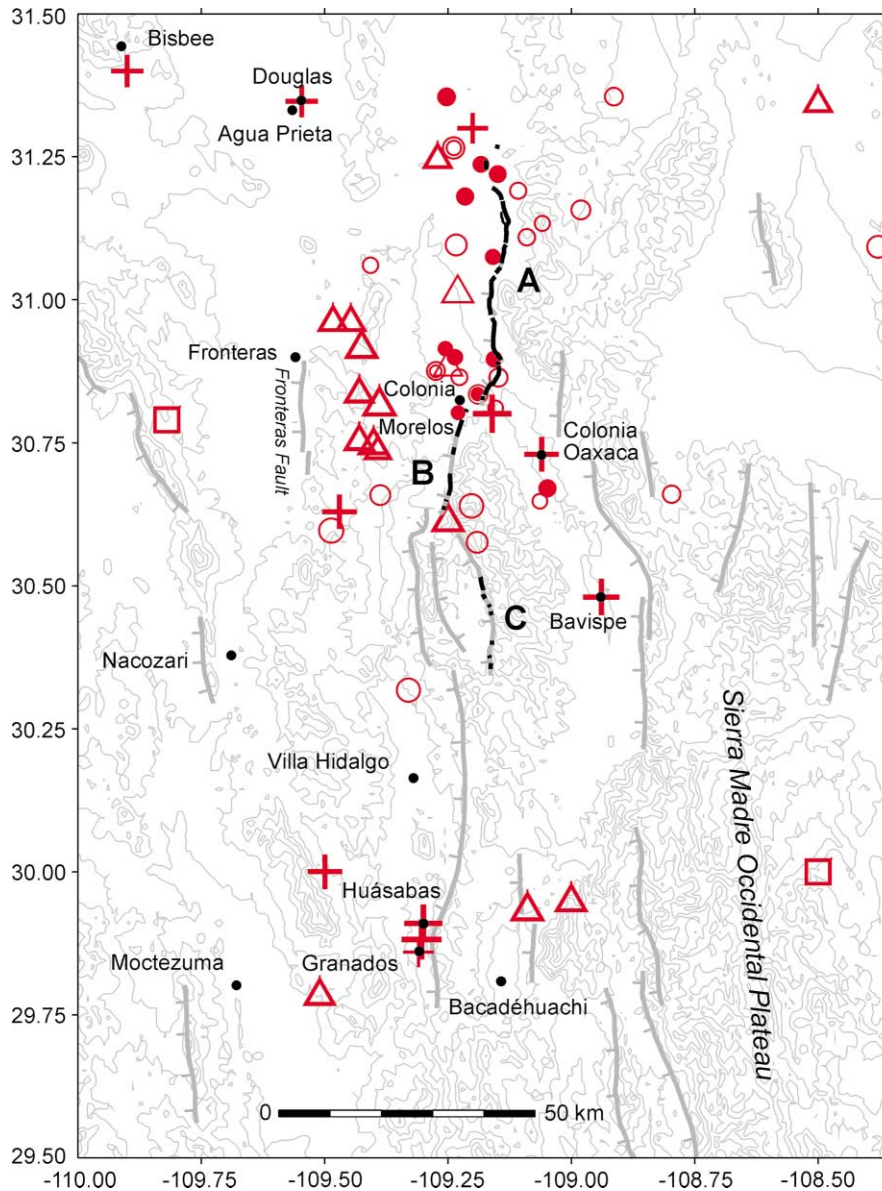 31.50
Bisbee
Douglas
Agua Prieta
31.25
A
31.00
Fronteras
Fronteras Fault
Colonia
Morelos
30.75
Colonia
Oaxaca
B
30.50
C
Bavispe
Nacozari
30.25
Villa Hidalgo
Sierra Madre Occidental Plateau
30.00
Huásabas
Moctezuma
Granados
Bacadéhuachi
29.75
0 50 km
29.50
-110.00 -109.75 -109.50 -109.25 -109.00 -108.75 -108.50